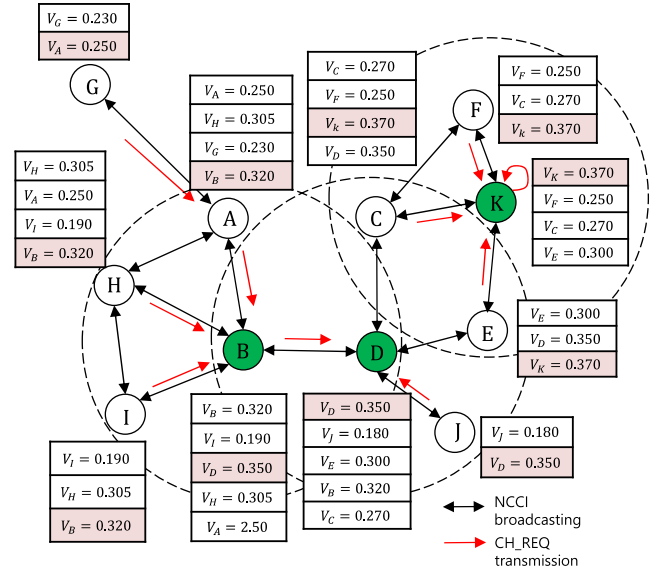 V_G = 0.230
V_A = 0.250
G
V_A = 0.250
V_H = 0.305
V_G = 0.230
V_B = 0.320
V_C = 0.270
V_F = 0.250
V_k = 0.370
V_D = 0.350
F
V_F = 0.250
V_C = 0.270
V_k = 0.370
V_H = 0.305
V_A = 0.250
V_I = 0.190
V_B = 0.320
A
C
K
V_K = 0.370
V_F = 0.250
V_C = 0.270
V_E = 0.300
H
B
D
E
V_E = 0.300
V_D = 0.350
V_K = 0.370
I
J
V_I = 0.190
V_H = 0.305
V_B = 0.320
V_B = 0.320
V_I = 0.190
V_D = 0.350
V_H = 0.305
V_A = 2.50
V_D = 0.350
V_J = 0.180
V_E = 0.300
V_B = 0.320
V_C = 0.270
V_J = 0.180
V_D = 0.350
NCCI
broadcasting
CH_REQ
transmission